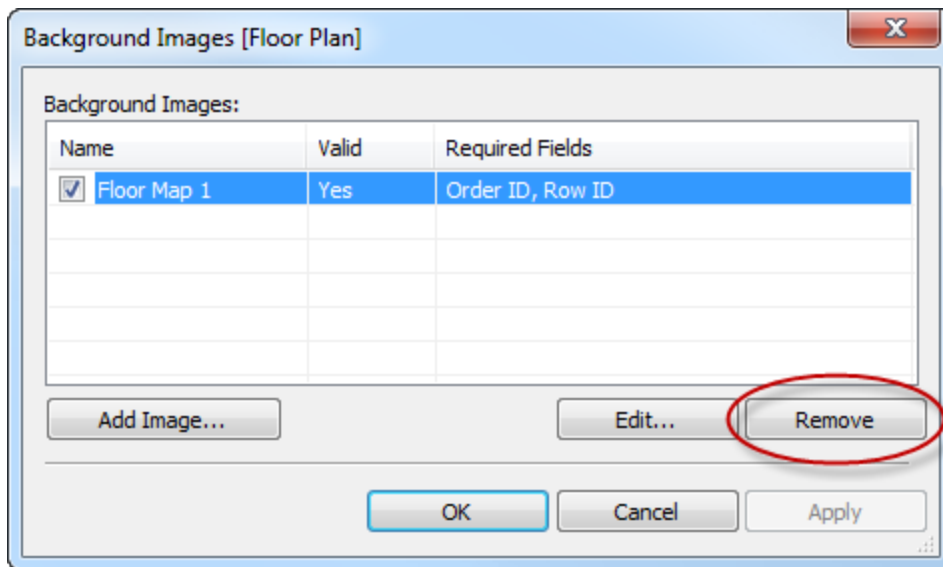 Background Images [Floor Plan]
Background Images:
Name Valid Required Fields
Floor Map 1 Yes Order ID, Row ID
Add Image... Edit... Remove
OK Cancel Apply